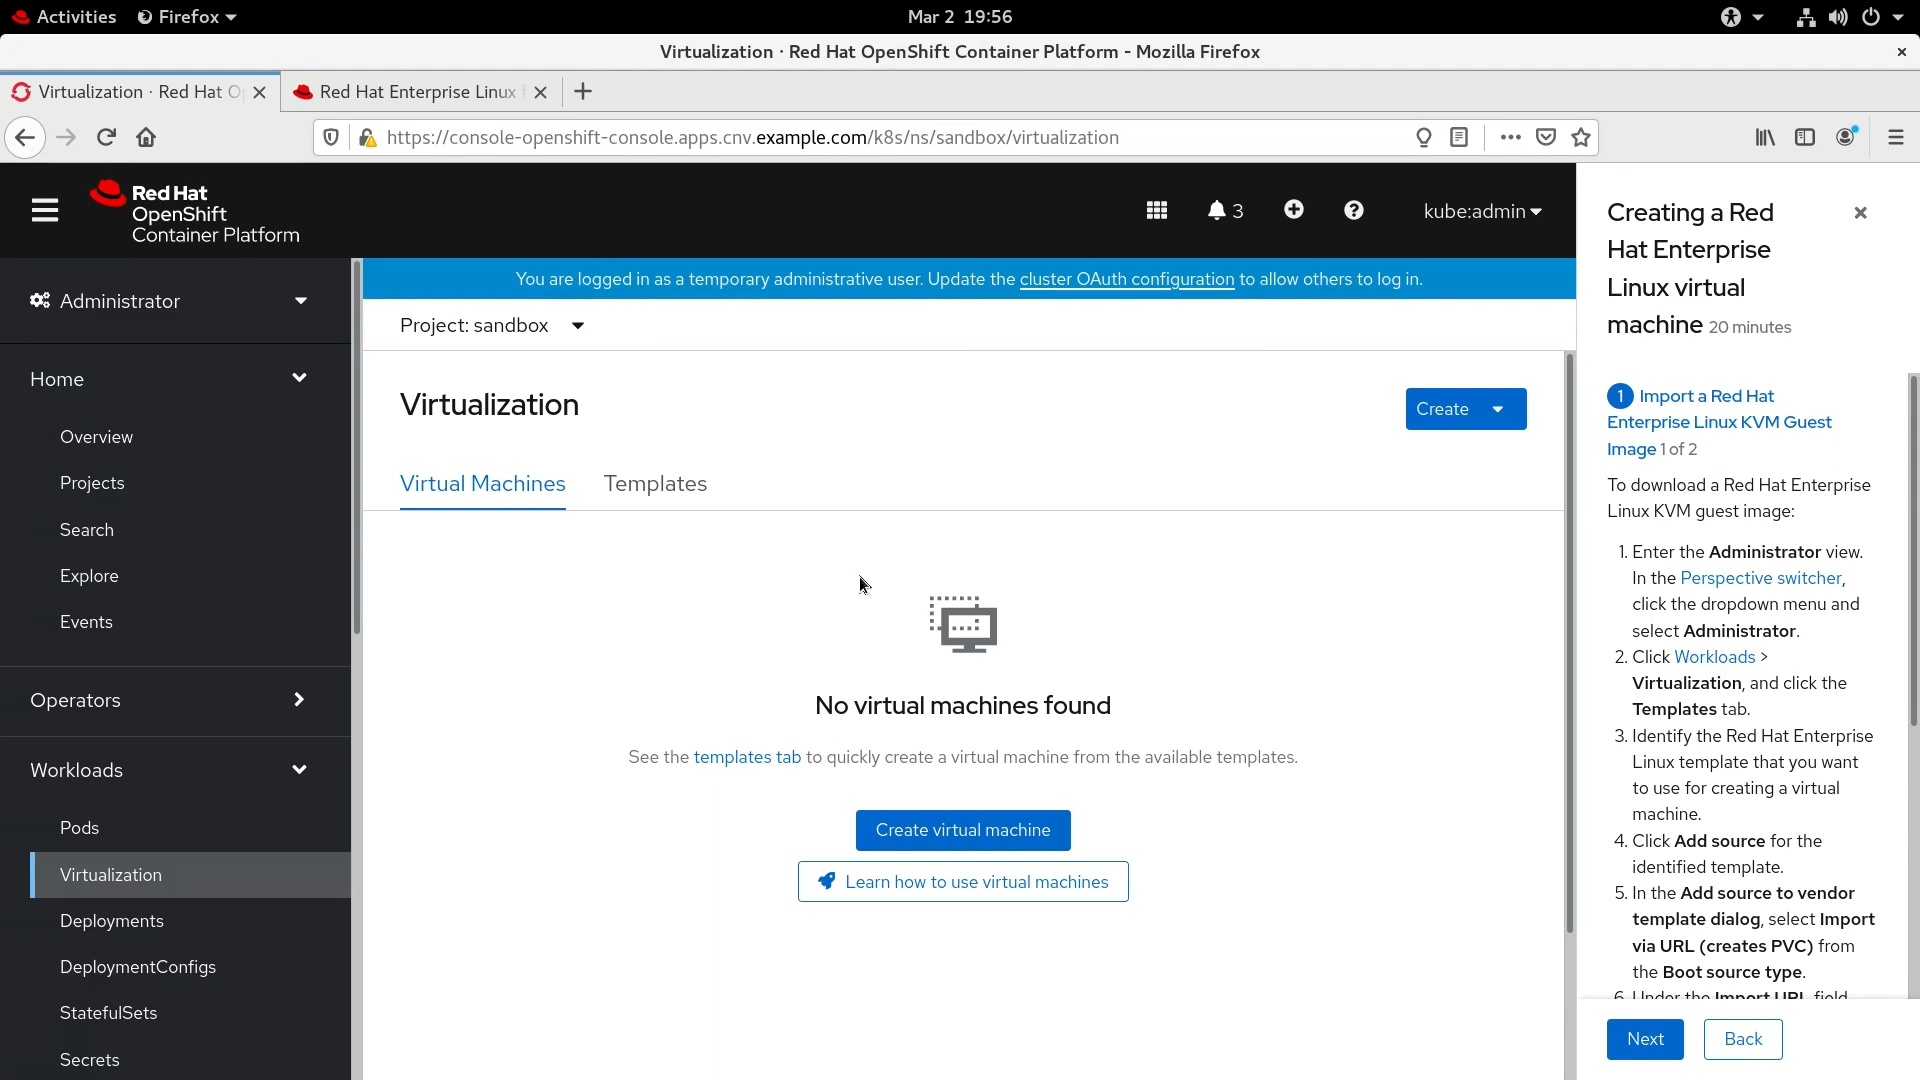 Activities
Firefox
Mar 2 19:56
Virtualization · Red Hat OpenShift Container Platform - Mozilla Firefox
Virtualization · Red Hat O
Red Hat Enterprise Linux f
https://console-openshift-console.apps.cnv.example.com/k8s/ns/sandbox/virtualization
Red Hat
OpenShift
Container Platform
3
kube:admin
Administrator
Home
Overview
Projects
Search
Explore
Events
Operators
Workloads
Pods
Virtualization
Deployments
DeploymentConfigs
StatefulSets
Secrets
You are logged in as a temporary administrative user. Update the cluster OAuth configuration to allow others to log in.
Project: sandbox
Virtualization
Create
Virtual Machines
Templates
No virtual machines found
See the templates tab to quickly create a virtual machine from the available templates.
Create virtual machine
Learn how to use virtual machines
Creating a Red
Hat Enterprise
Linux virtual
machine 20 minutes
1 Import a Red Hat
Enterprise Linux KVM Guest
Image 1 of 2
To download a Red Hat Enterprise
Linux KVM guest image:
1. Enter the Administrator view.
In the Perspective switcher,
click the dropdown menu and
select Administrator.
2. Click Workloads >
Virtualization, and click the
Templates tab.
3. Identify the Red Hat Enterprise
Linux template that you want
to use for creating a virtual
machine.
4. Click Add source for the
identified template.
5. In the Add source to vendor
template dialog, select Import
via URL (creates PVC) from
the Boot source type.
6. Under the Import URL field
Next
Back